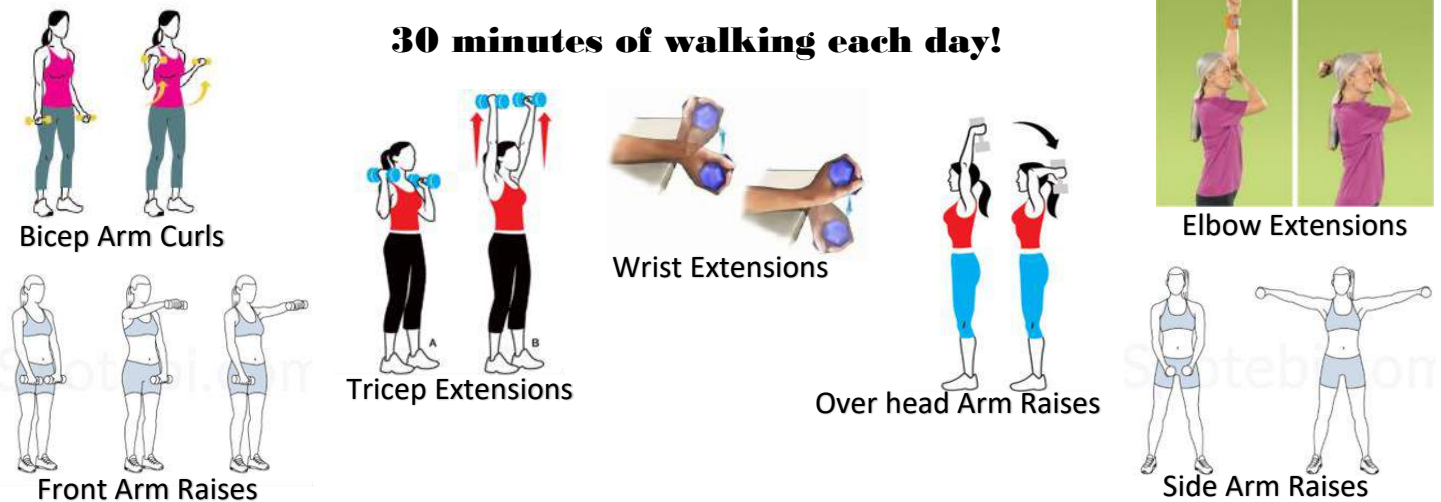 30 minutes of walking each day!
Bicep Arm Curls
A
B
Tricep Extensions
Wrist Extensions
Over head Arm Raises
Elbow Extensions
Front Arm Raises
Side Arm Raises